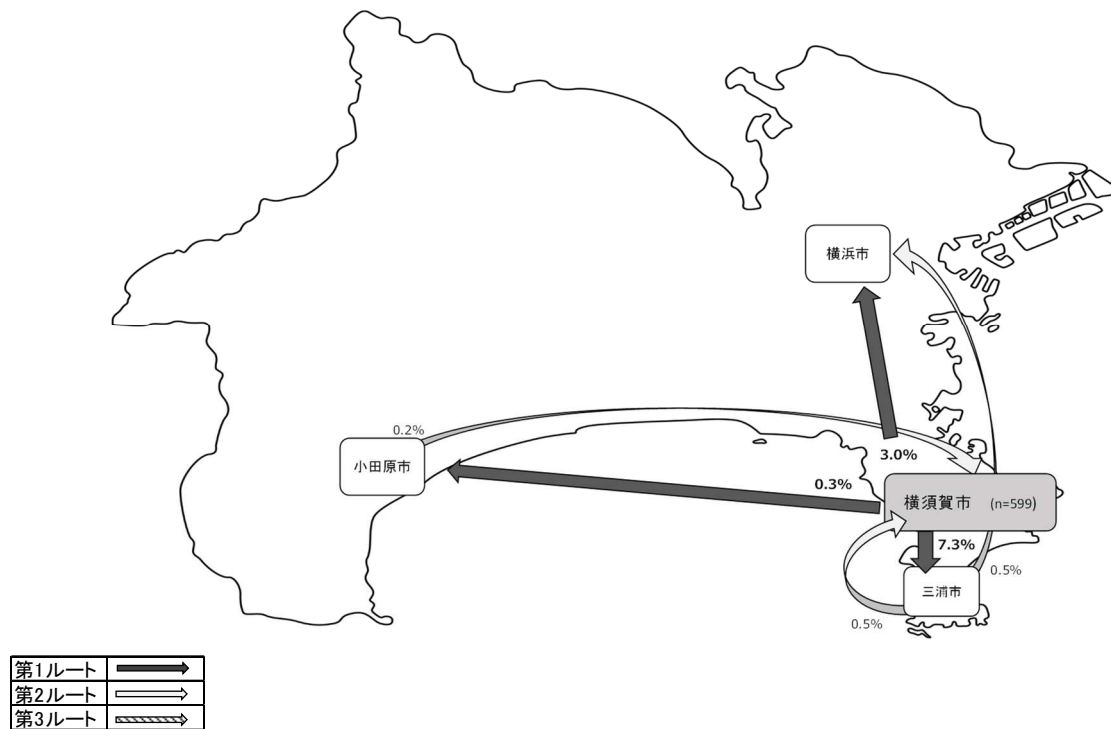 横浜市
0.2%
小田原市
3.0%
0.3%
横須賀市 (n=599)
7.3%
0.5%
三浦市
0.5%
第1ルート
第2ルート
第3ルート